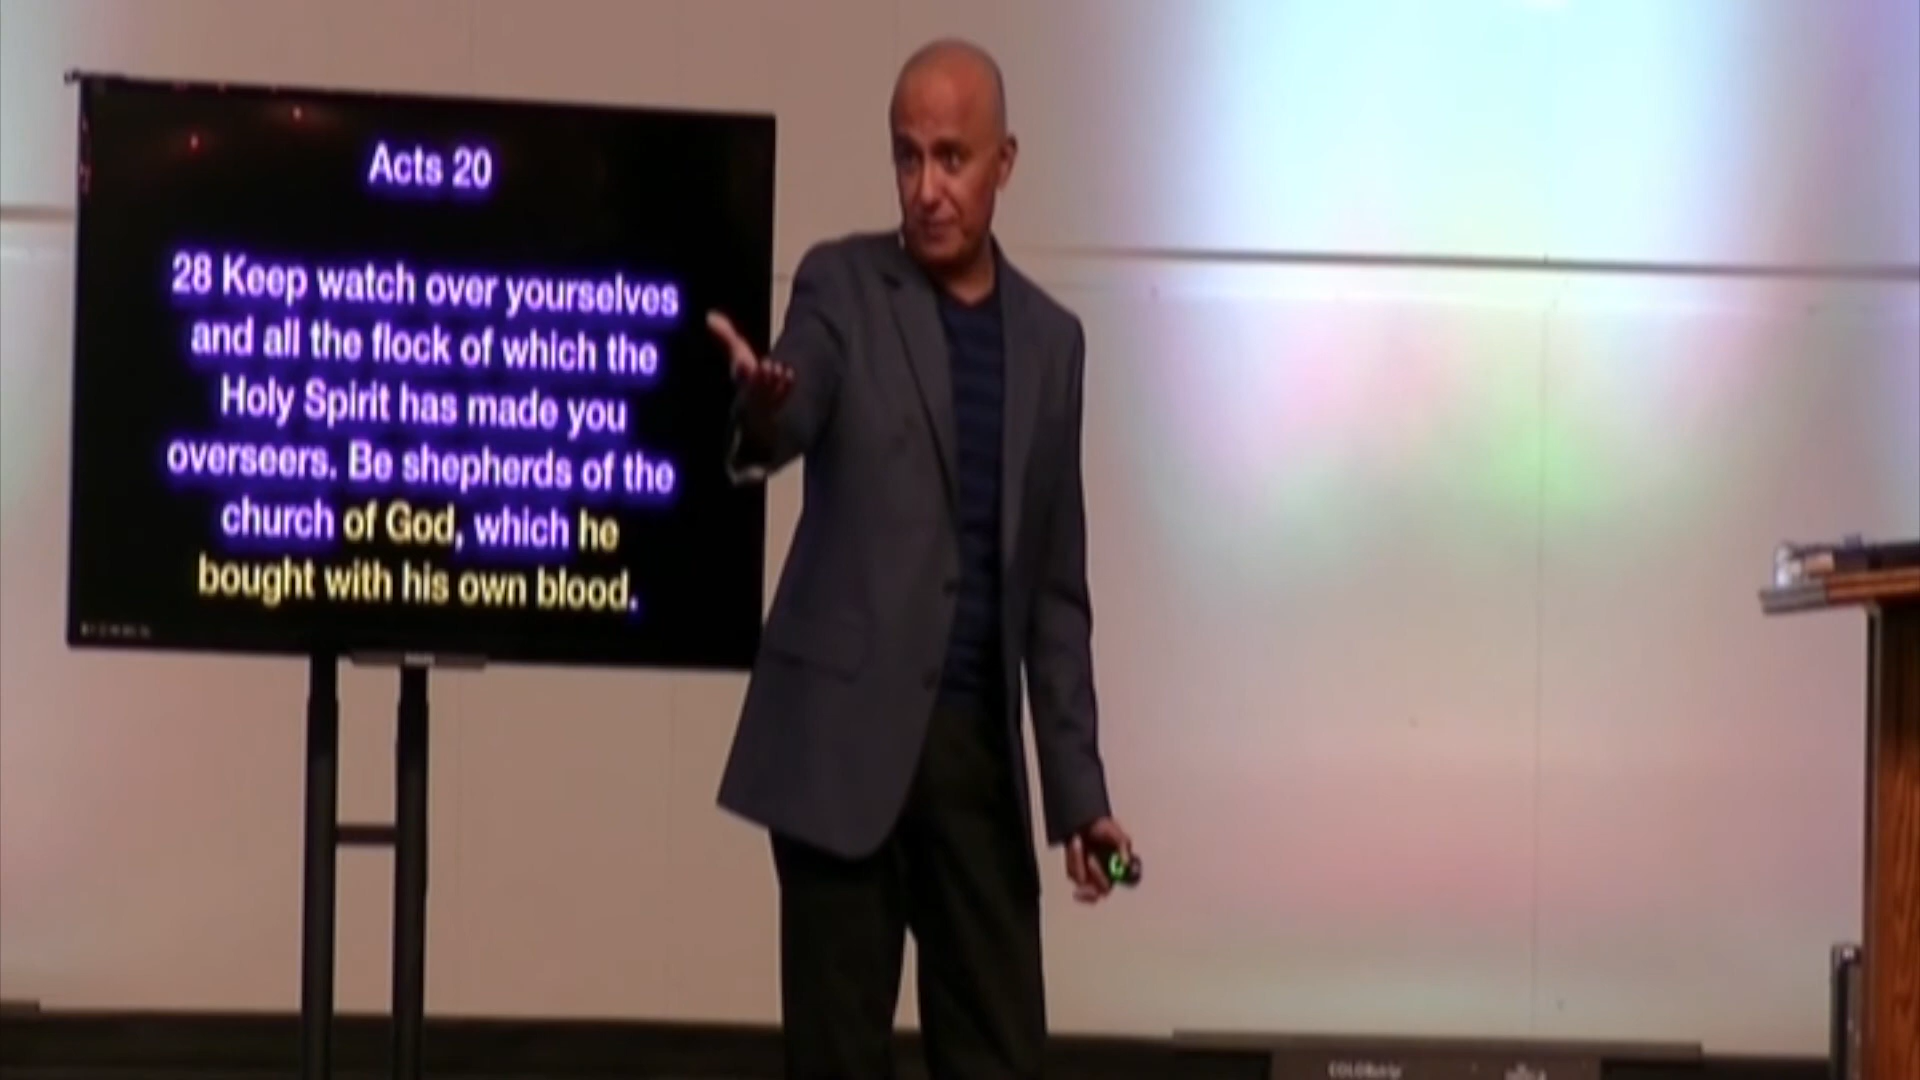 Acts 20
28 Keep watch over yourselves
and all the flock of which the
Holy Spirit has made you
overseers. Be shepherds of the
church of God, which he
bought with his own blood.